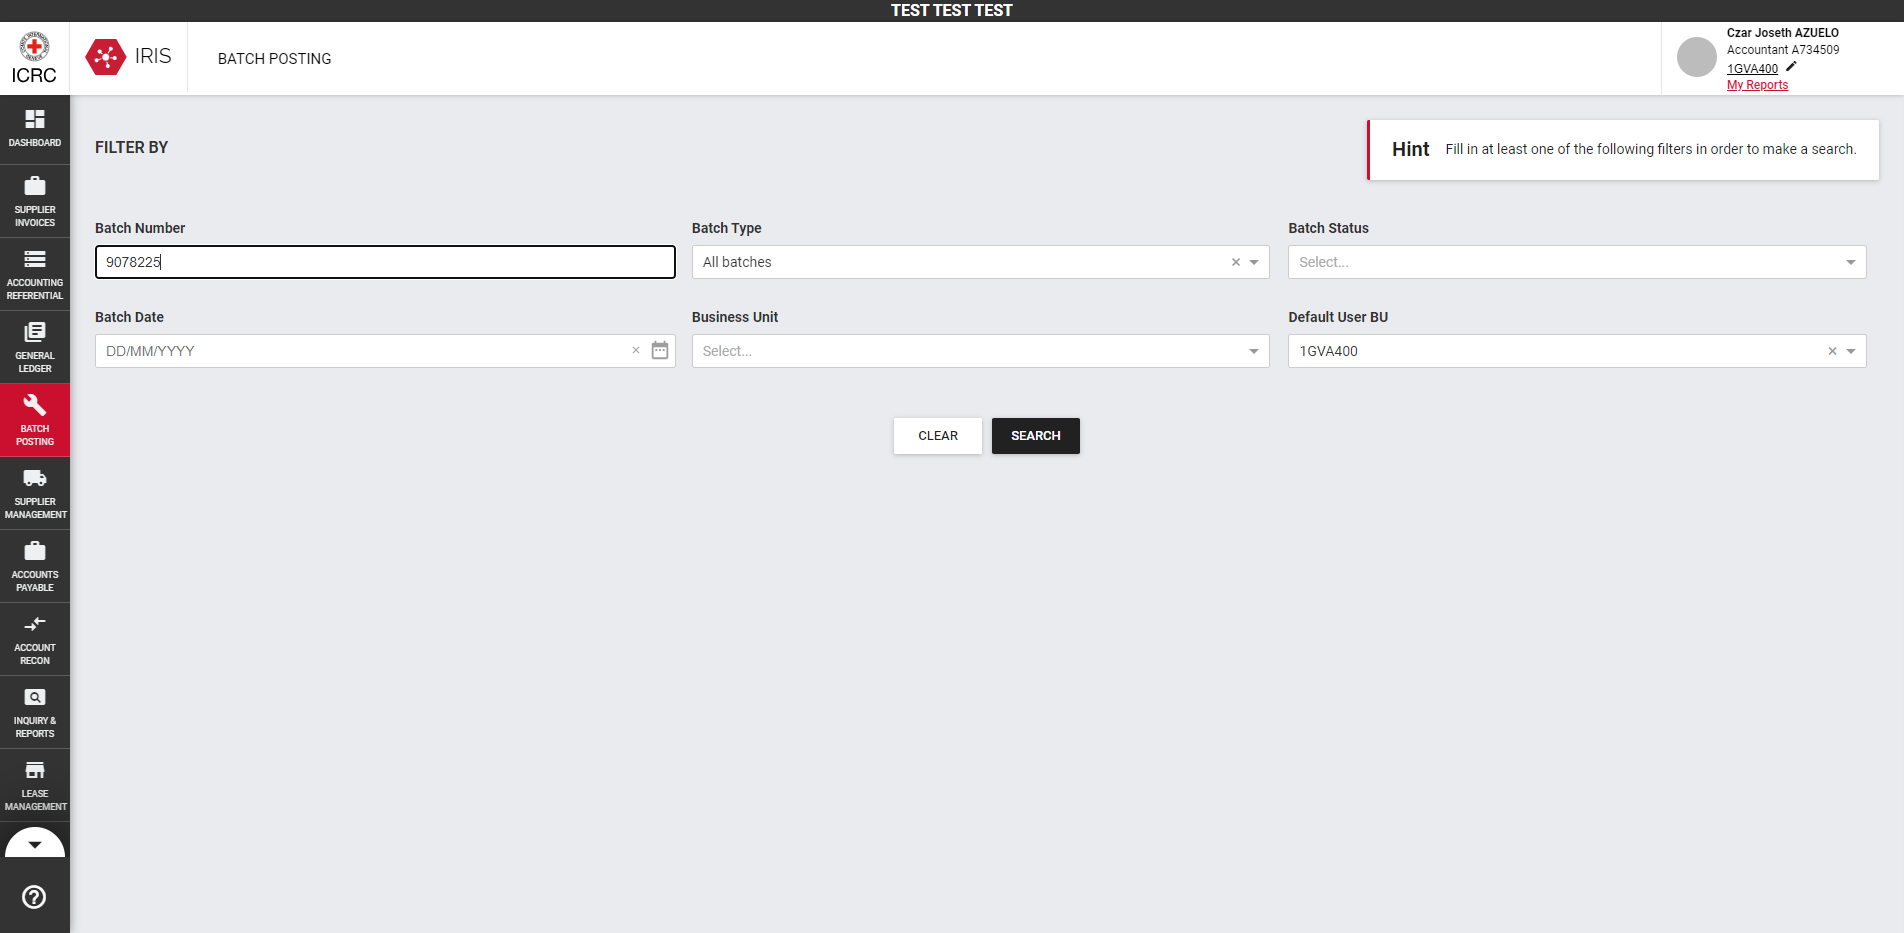 TEST TEST TEST
ICRC
IRIS
BATCH POSTING
Czar Joseth AZUELO
Accountant A734509
1GVA400
My Reports
DASHBOARD
SUPPLIER
INVOICES
ACCOUNTING
REFERENTIAL
GENERAL
LEDGER
BATCH
POSTING
SUPPLIER
MANAGEMENT
ACCOUNTS
PAYABLE
ACCOUNT
RECON
INQUIRY &
REPORTS
LEASE
MANAGEMENT
FILTER BY
Hint Fill in at least one of the following filters in order to make a search.
Batch Number
9078225
Batch Type
All batches
Batch Status
Select...
Batch Date
DD/MM/YYYY
Business Unit
Select...
Default User BU
1GVA400
CLEAR
SEARCH